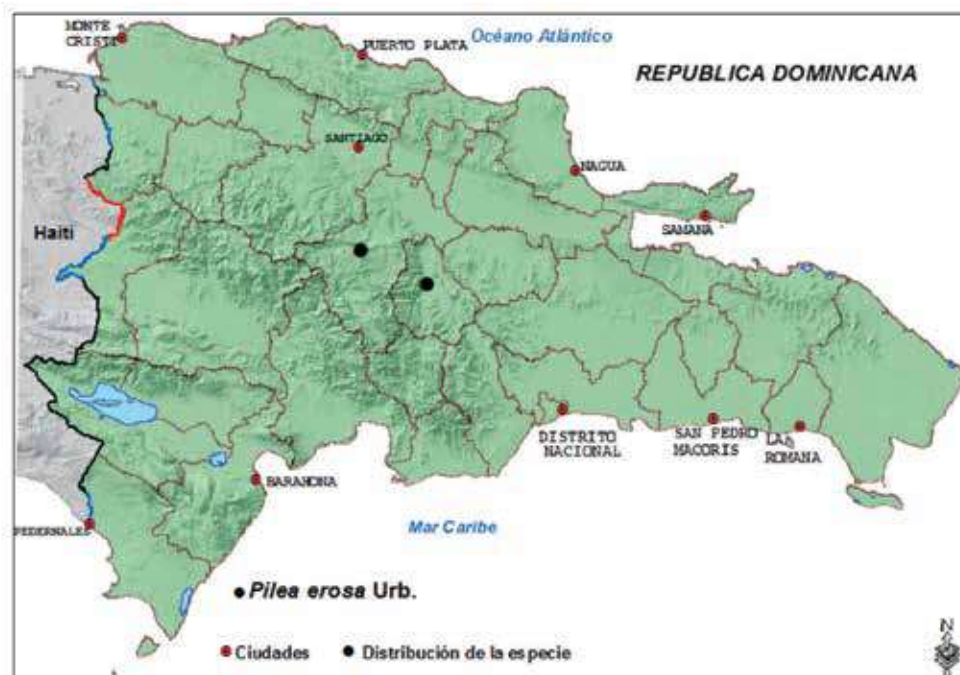 MONTE
CRISTI
PUERTO PLATA
Océano Atlántico
REPUBLICA DOMINICANA
SANTIAGO
NAGUA
SAMANA
Haiti
DISTRITO
NACIONAL
SAN PEDRO
MACORIS
LA
ROMANA
BARAHONA
PEDERNALES
Mar Caribe
Pilea erosa Urb.
Ciudades
Distribución de la especie
N